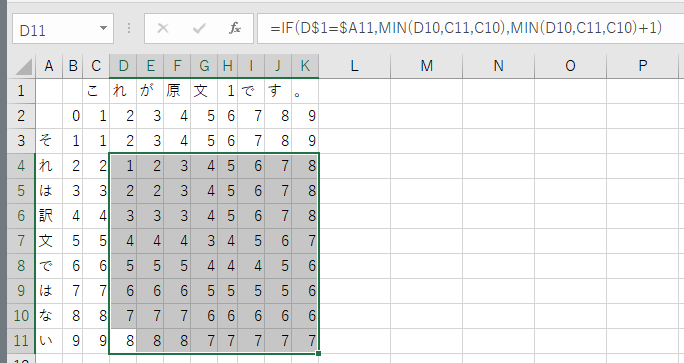 D11 =IF(D$1=$A11,MIN(D10,C11,C10),MIN(D10,C11,C10)+1)
A B C D E F G H I J K L M N O P
1 こ れ が 原 文 1 で す 。
2 0 1 2 3 4 5 6 7 8 9
3 そ 1 1 2 3 4 5 6 7 8 9
4 れ 2 2 1 2 3 4 5 6 7 8
5 は 3 3 2 2 3 4 5 6 7 8
6 訳 4 4 3 3 3 4 5 6 7 8
7 文 5 5 4 4 4 3 4 5 6 7
8 で 6 6 5 5 5 4 4 4 5 6
9 は 7 7 6 6 6 5 5 5 5 6
10 な 8 8 7 7 7 6 6 6 6 6
11 い 9 9 8 8 8 7 7 7 7 7